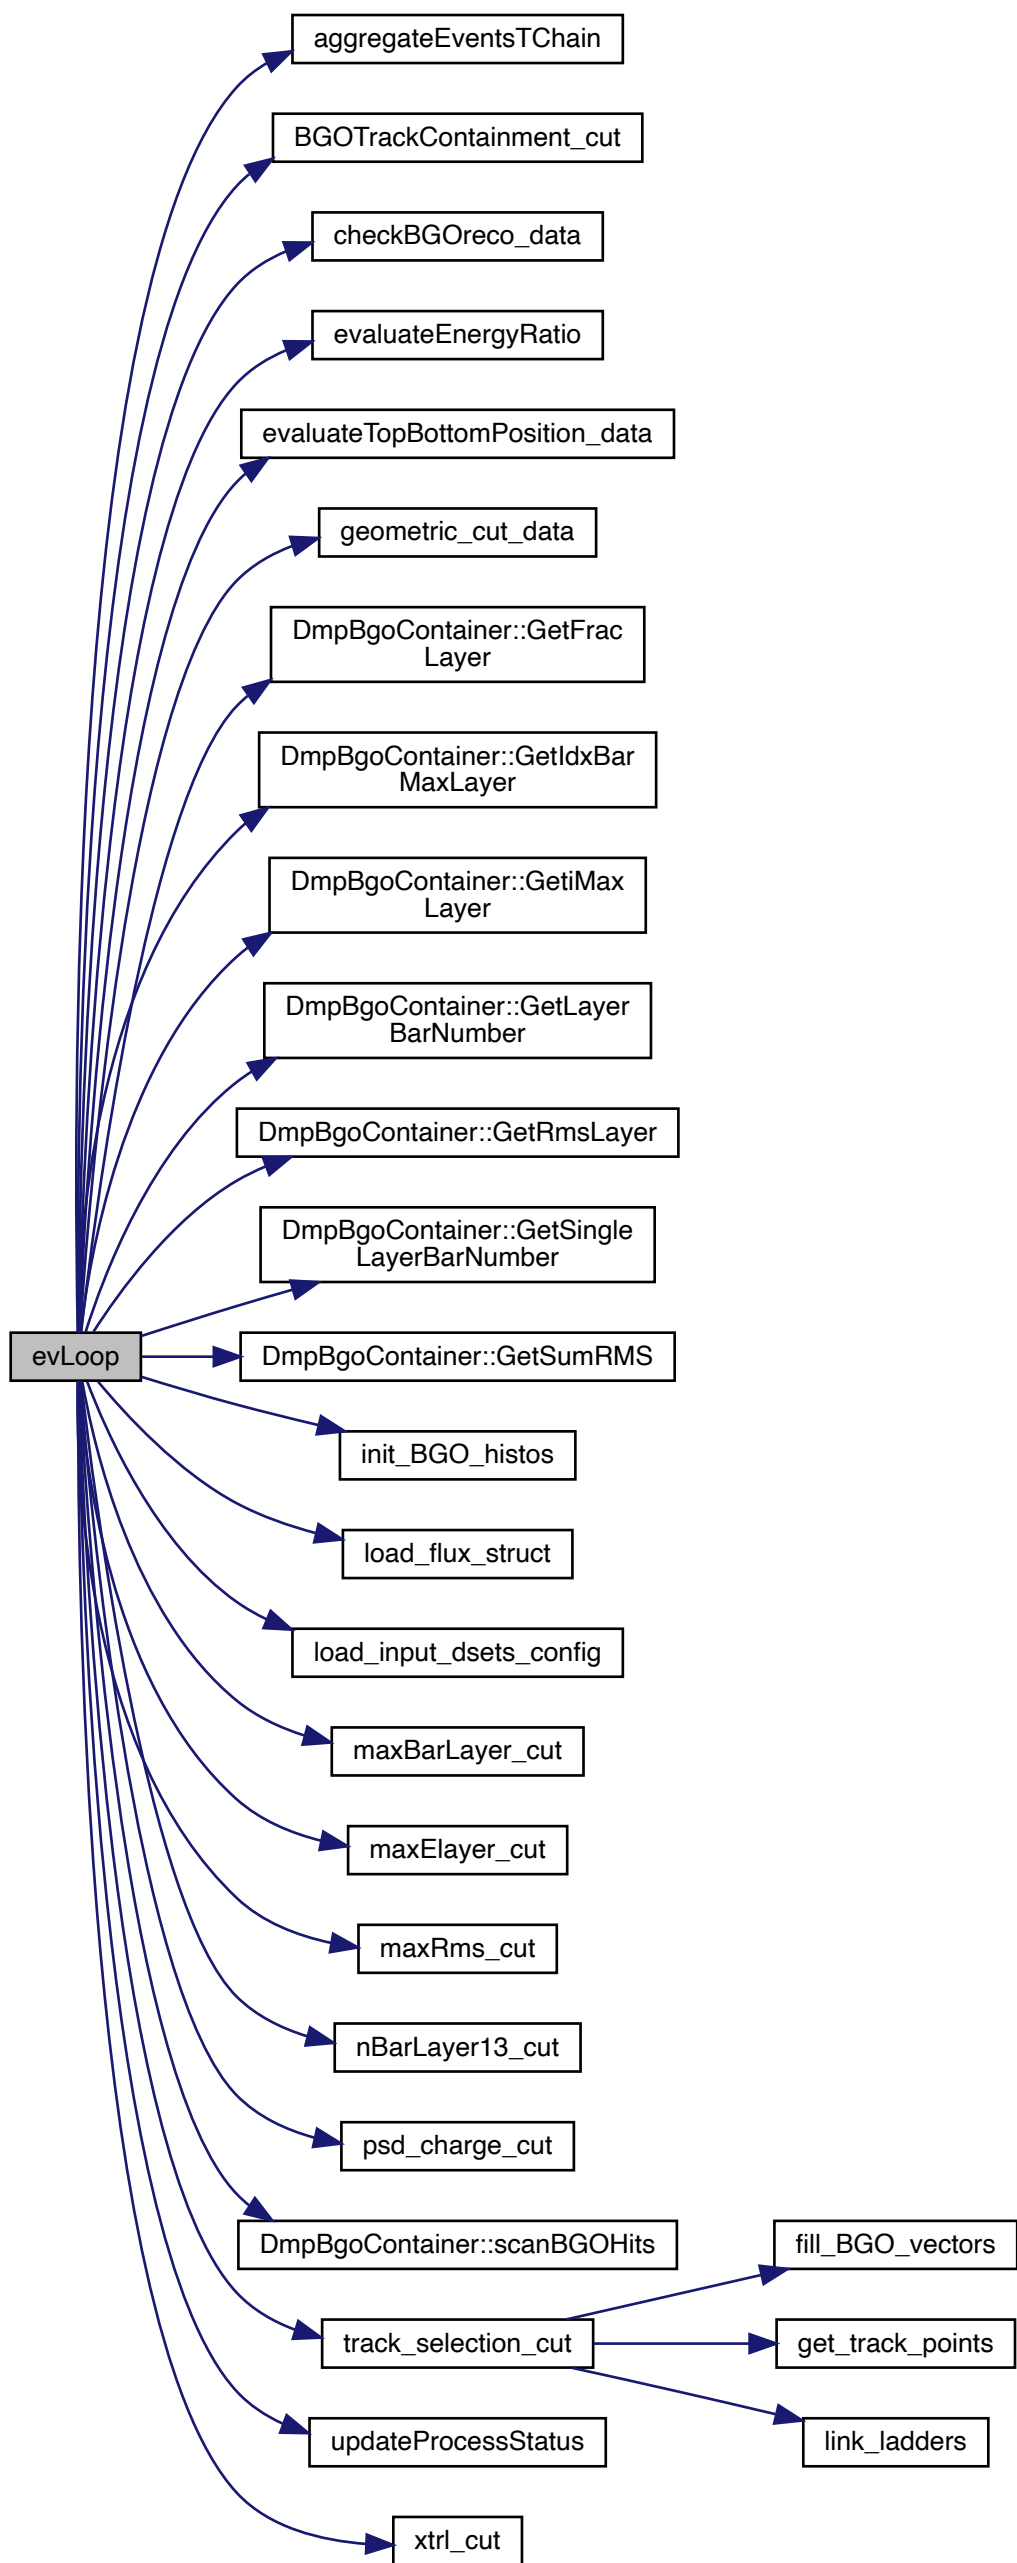 aggregateEventsTChain
BGOTrackContainment_cut
checkBGOreco_data
evaluateEnergyRatio
evaluateTopBottomPosition_data
geometric_cut_data
DmpBgoContainer::GetFrac
Layer
DmpBgoContainer::GetIdxBar
MaxLayer
DmpBgoContainer::GetiMax
Layer
DmpBgoContainer::GetLayer
BarNumber
DmpBgoContainer::GetRmsLayer
DmpBgoContainer::GetSingle
LayerBarNumber
evLoop
DmpBgoContainer::GetSumRMS
init_BGO_histos
load_flux_struct
load_input_dsets_config
maxBarLayer_cut
maxElayer_cut
maxRms_cut
nBarLayer13_cut
psd_charge_cut
DmpBgoContainer::scanBGOHits
fill_BGO_vectors
track_selection_cut
get_track_points
updateProcessStatus
link_ladders
xtrl_cut